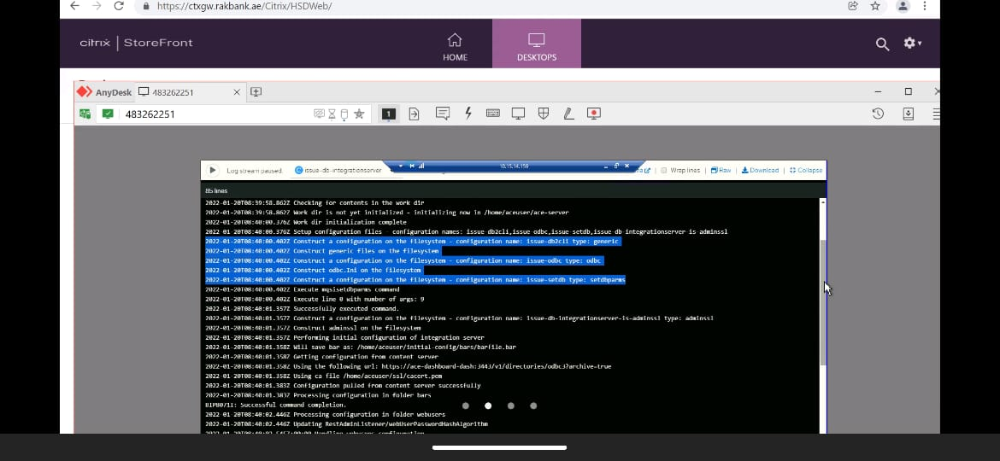 https://ctxgw.rakbank.ae/Citrix/HSDWeb/
citrix StoreFront
HOME
DESKTOPS
AnyDesk
483262251
483262251
1
Log stream paused.
C issue-db-integrationserver
10.15.14.159
Wrap lines
Raw
Download
Collapse
85 lines
2022-01-20T08:39:58.862Z Checking for contents in the work dir
2022-01-20T08:39:58.862Z Work dir is not yet initialized - initializing now in /home/aceuser/ace-server
2022-01-20T08:40:00.376Z Work dir initialization complete
2022-01-20T08:40:00.376Z Setup configuration files - configuration names: issue-db2cli,issue-odbc,issue-setdb,issue-db-integrationserver-is-adminssl
2022-01-20T08:40:00.402Z Construct a configuration on the filesystem - configuration name: issue-db2cli type: generic
2022-01-20T08:40:00.402Z Construct generic files on the filesystem
2022-01-20T08:40:00.402Z Construct a configuration on the filesystem - configuration name: issue-odbc type: odbc
2022-01-20T08:40:00.402Z Construct odbc.Ini on the filesystem
2022-01-20T08:40:00.402Z Construct a configuration on the filesystem - configuration name: issue-setdb type: setdbparms
2022-01-20T08:40:00.402Z Execute mqsisetdbparms command
2022-01-20T08:40:00.402Z Execute line 0 with number of args: 9
2022-01-20T08:40:01.357Z Successfully executed command.
2022-01-20T08:40:01.357Z Construct a configuration on the filesystem - configuration name: issue-db-integrationserver-is-adminssl type: adminssl
2022-01-20T08:40:01.357Z Construct adminssl on the filesystem
2022-01-20T08:40:01.357Z Performing initial configuration of integration server
2022-01-20T08:40:01.358Z Will save bar as: /home/aceuser/initial-config/bars/barfile.bar
2022-01-20T08:40:01.358Z Getting configuration from content server
2022-01-20T08:40:01.358Z Using the following url: https://ace-dashboard-dash:3443/v1/directories/odbc3?archive=true
2022-01-20T08:40:01.358Z Using ca file /home/aceuser/ssl/cacert.pem
2022-01-20T08:40:01.383Z Configuration pulled from content server successfully
2022-01-20T08:40:01.383Z Processing configuration in folder bars
BIP8071I: Successful command completion.
2022-01-20T08:40:02.446Z Processing configuration in folder webusers
2022-01-20T08:40:02.446Z Updating RestAdminListener/webUserPasswordHashAlgorithm